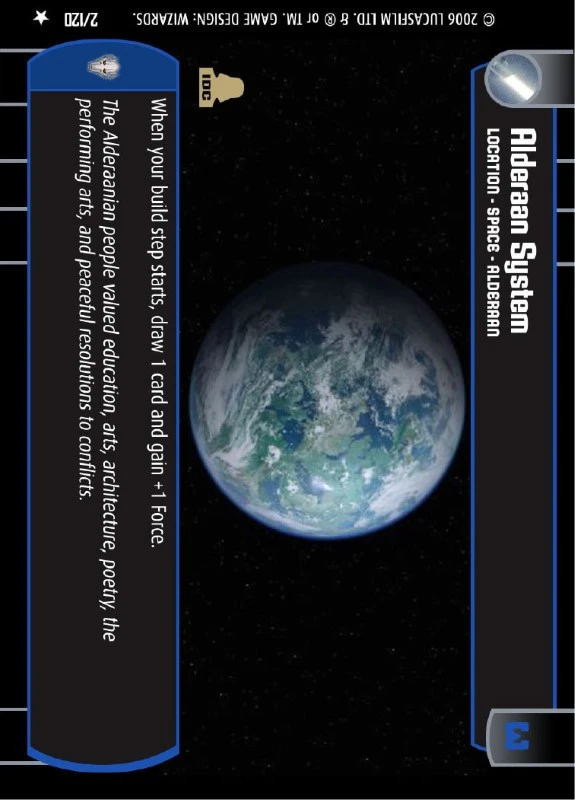 Alderaan System
LOCATION - SPACE - ALDERAAN
3
IDC
When your build step starts, draw 1 card and gain +1 Force.
The Alderaanian people valued education, arts, architecture, poetry, the
performing arts, and peaceful resolutions to conflicts.
© 2006 LUCASFILM LTD. & ® or TM. GAME DESIGN: WIZARDS.
2/120